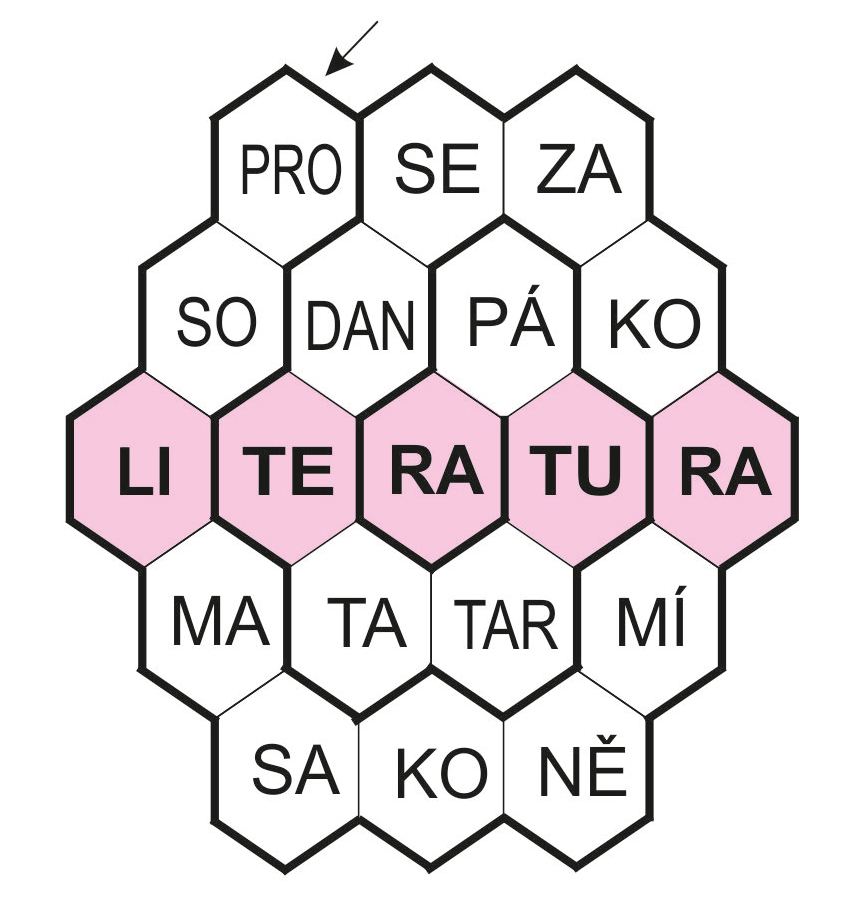 PRO SE ZA
SO DAN PÁ KO
LI TE RA TU RA
MA TA TAR MÍ
SA KO NĚ